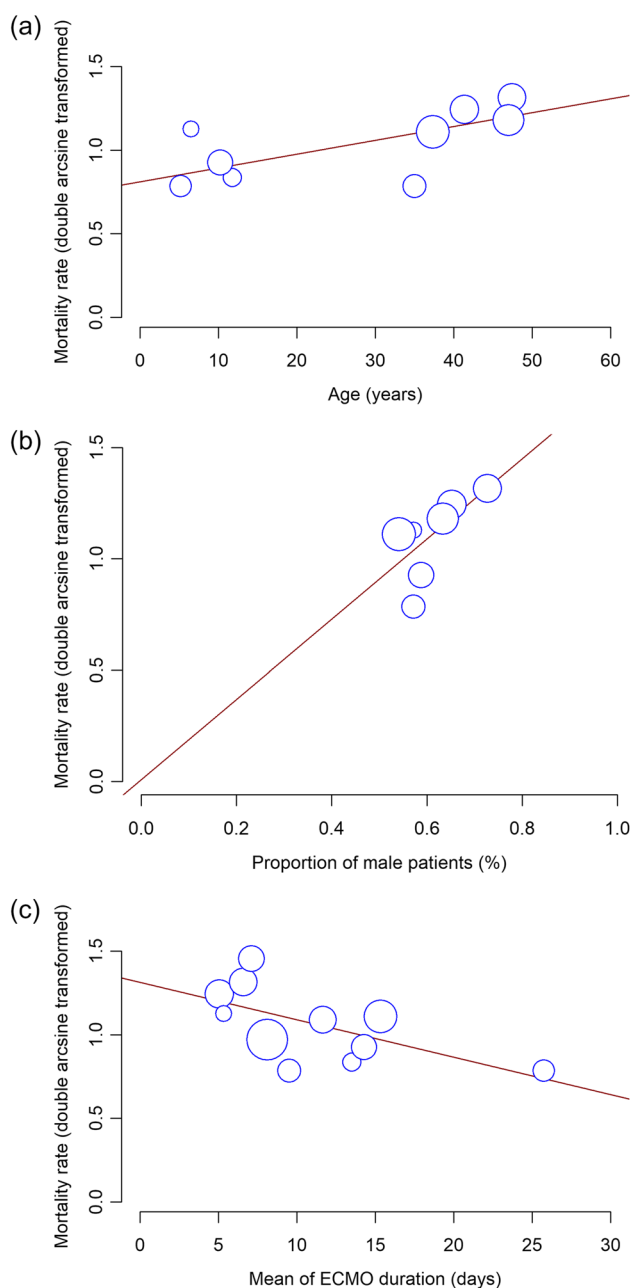 (a)
Mortality rate (double arcsine transformed)
1.5
1.0
0.5
0.0
0 10 20 30 40 50 60
Age (years)
(b)
Mortality rate (double arcsine transformed)
1.5
1.0
0.5
0.0
0.0 0.2 0.4 0.6 0.8 1.0
Proportion of male patients (%)
(c)
Mortality rate (double arcsine transformed)
1.5
1.0
0.5
0.0
0 5 10 15 20 25 30
Mean of ECMO duration (days)